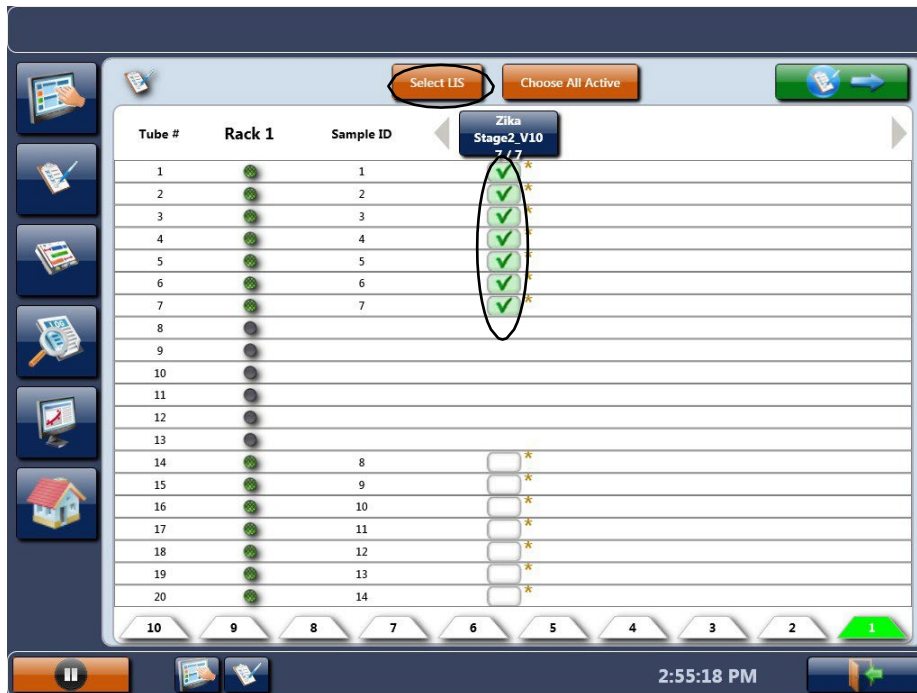 Select LIS
Choose All Active
Tube #
Rack 1
Sample ID
Zika
Stage2_V10
7 / 7
1 1 *
2 2 *
3 3 *
4 4 *
5 5 *
6 6 *
7 7 *
8
9
10
11
12
13
14 8 *
15 9 *
16 10 *
17 11 *
18 12 *
19 13 *
20 14 *
10 9 8 7 6 5 4 3 2 1
LOG
2:55:18 PM